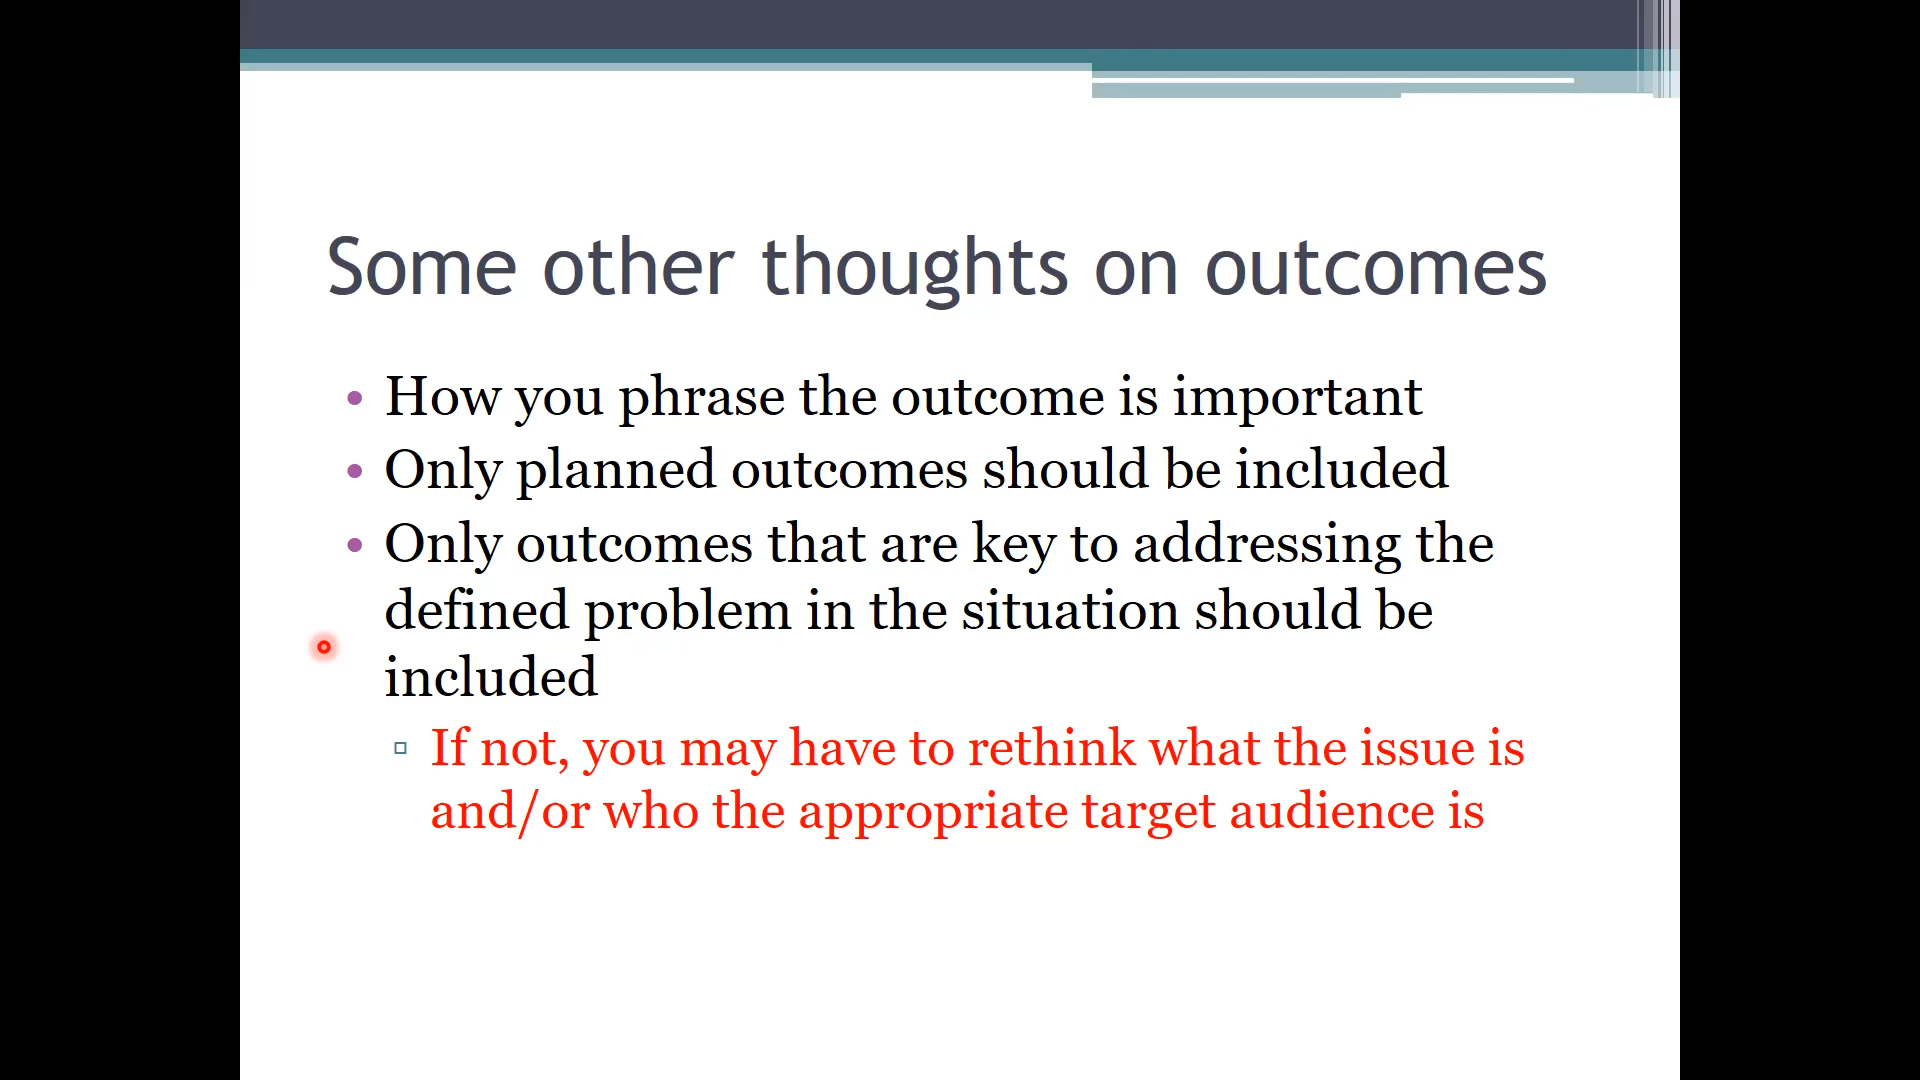 Some other thoughts on outcomes
• How you phrase the outcome is important
• Only planned outcomes should be included
• Only outcomes that are key to addressing the
defined problem in the situation should be
included
▫ If not, you may have to rethink what the issue is
and/or who the appropriate target audience is